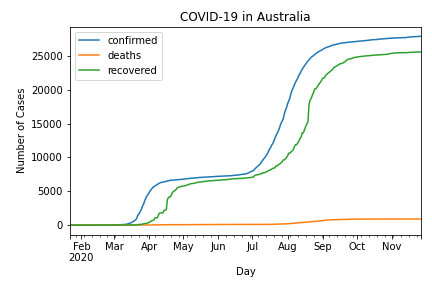 COVID-19 in Australia
confirmed
deaths
recovered
Number of Cases
25000
20000
15000
10000
5000
0
Feb Mar Apr May Jun Jul Aug Sep Oct Nov
2020
Day